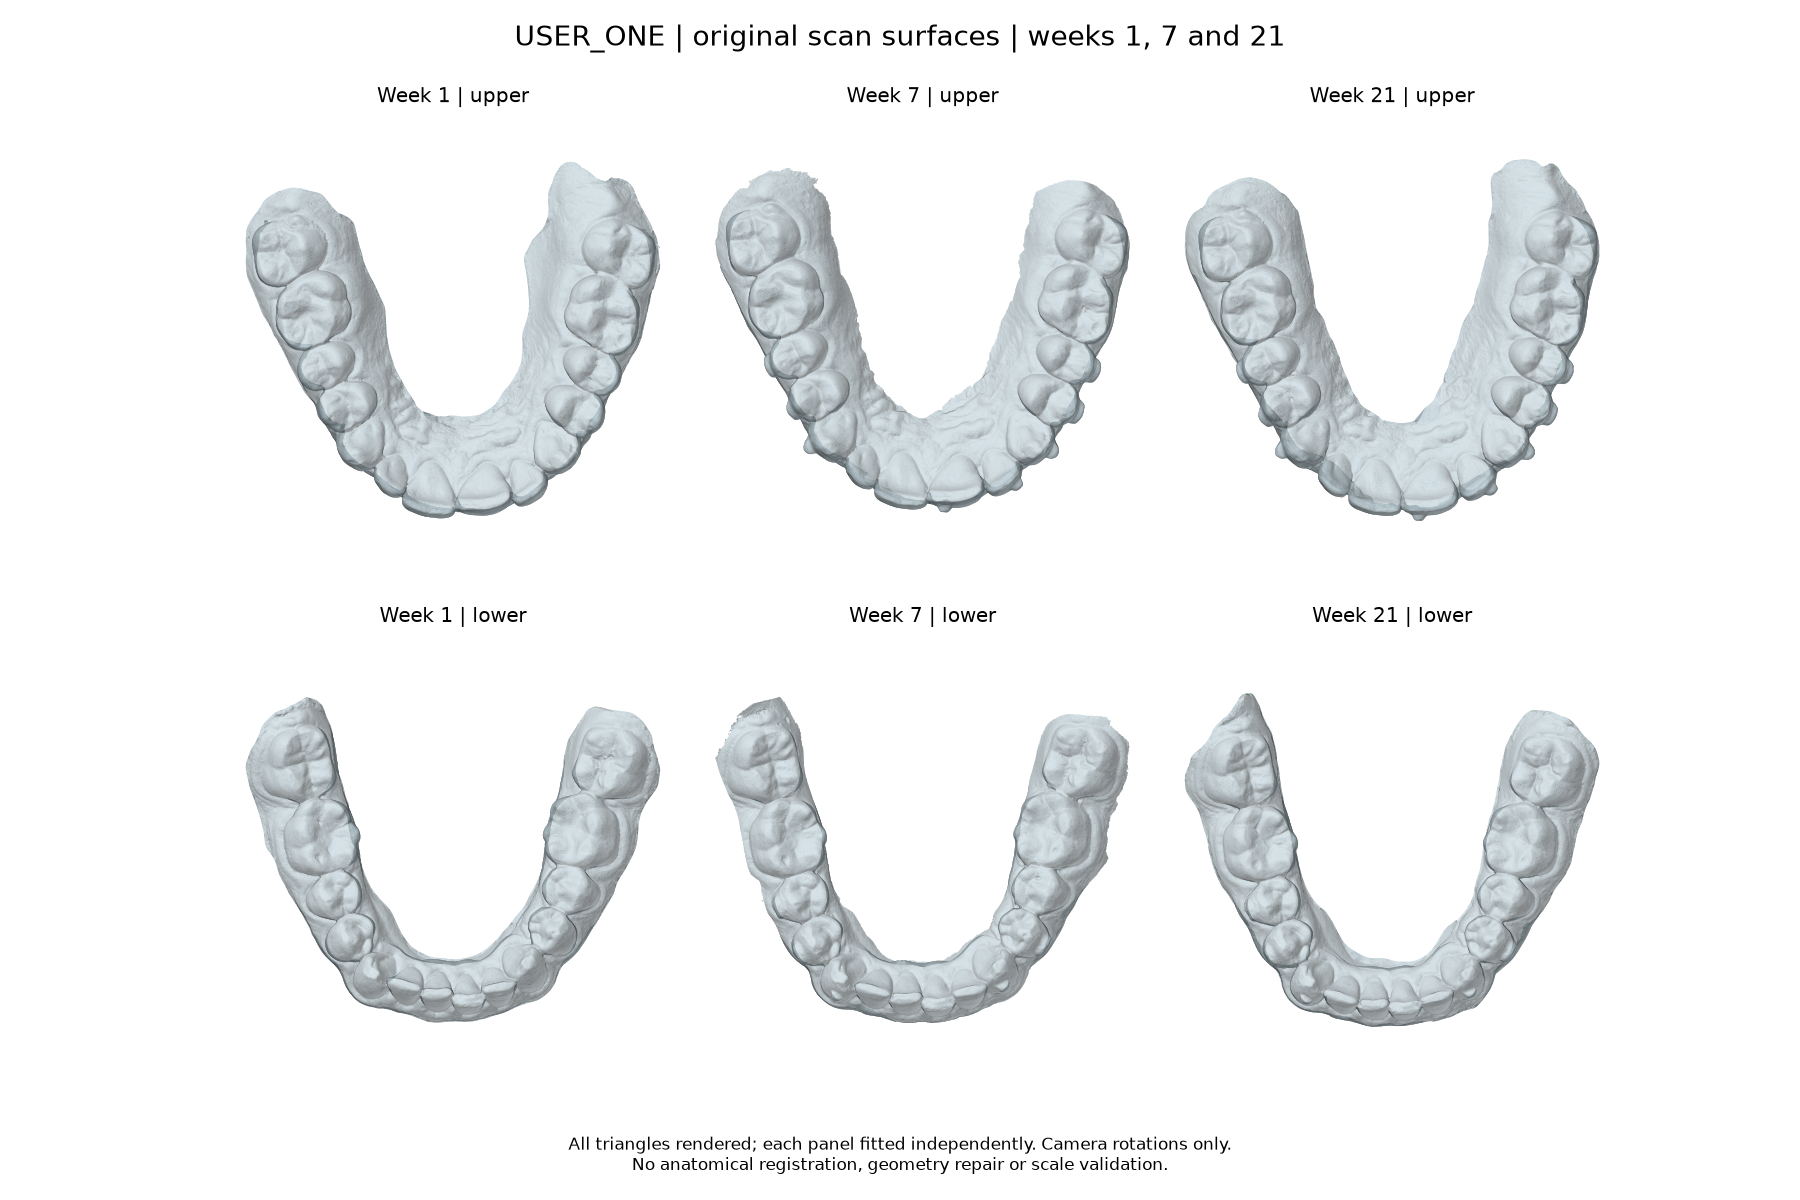 USER_ONE | original scan surfaces | weeks 1, 7 and 21
Week 1 | upper
Week 7 | upper
Week 21 | upper
Week 1 | lower
Week 7 | lower
Week 21 | lower
All triangles rendered; each panel fitted independently. Camera rotations only.
No anatomical registration, geometry repair or scale validation.